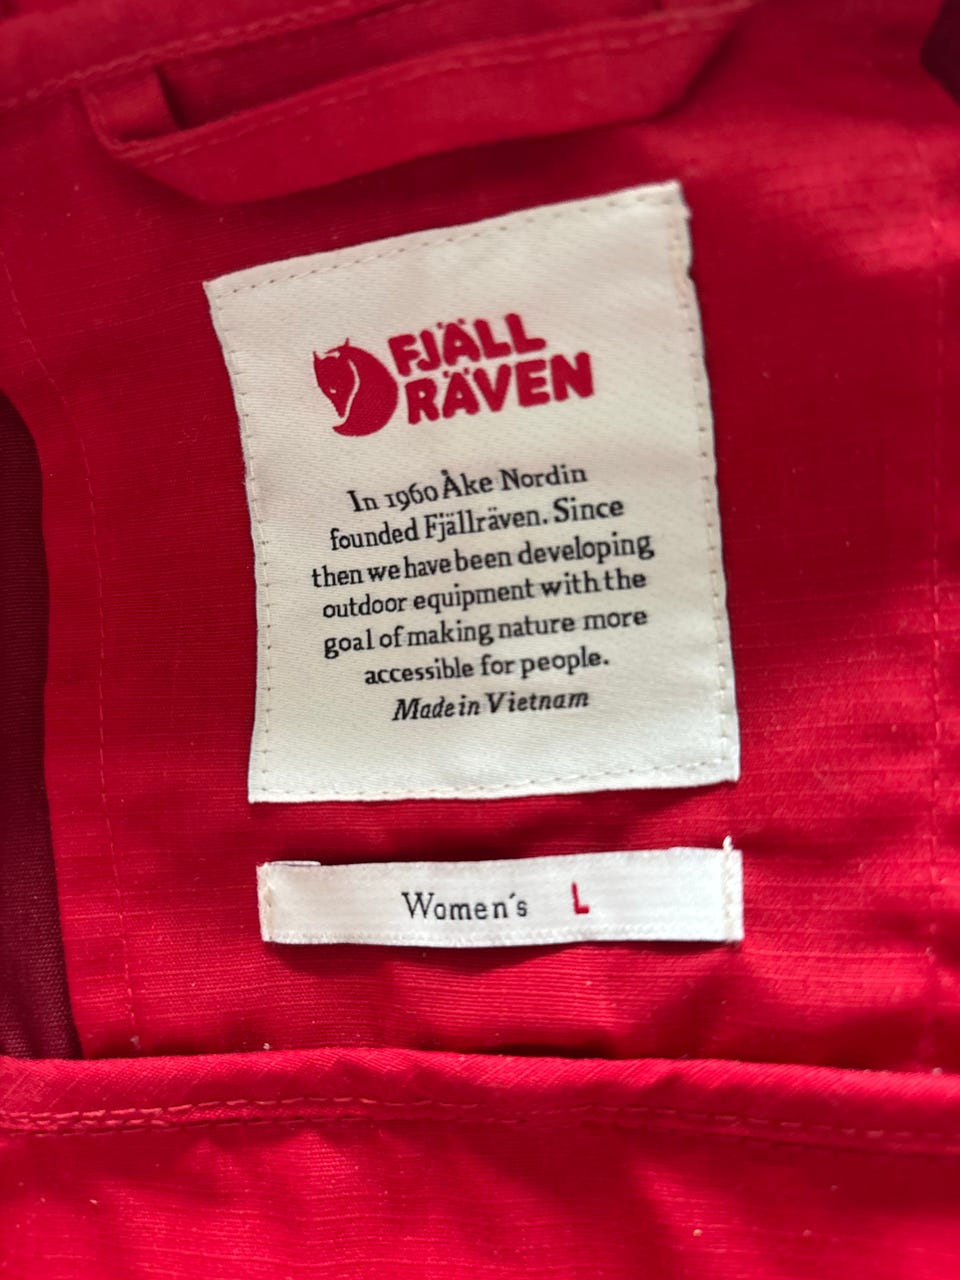 FJÄLL
RÄVEN
In 1960 Åke Nordin
founded Fjällräven. Since
then we have been developing
outdoor equipment with the
goal of making nature more
accessible for people.
Made in Vietnam
Women´s L